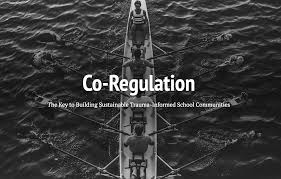 Co-Regulation
The Key to Building Sustainable Trauma-Informed School Communities